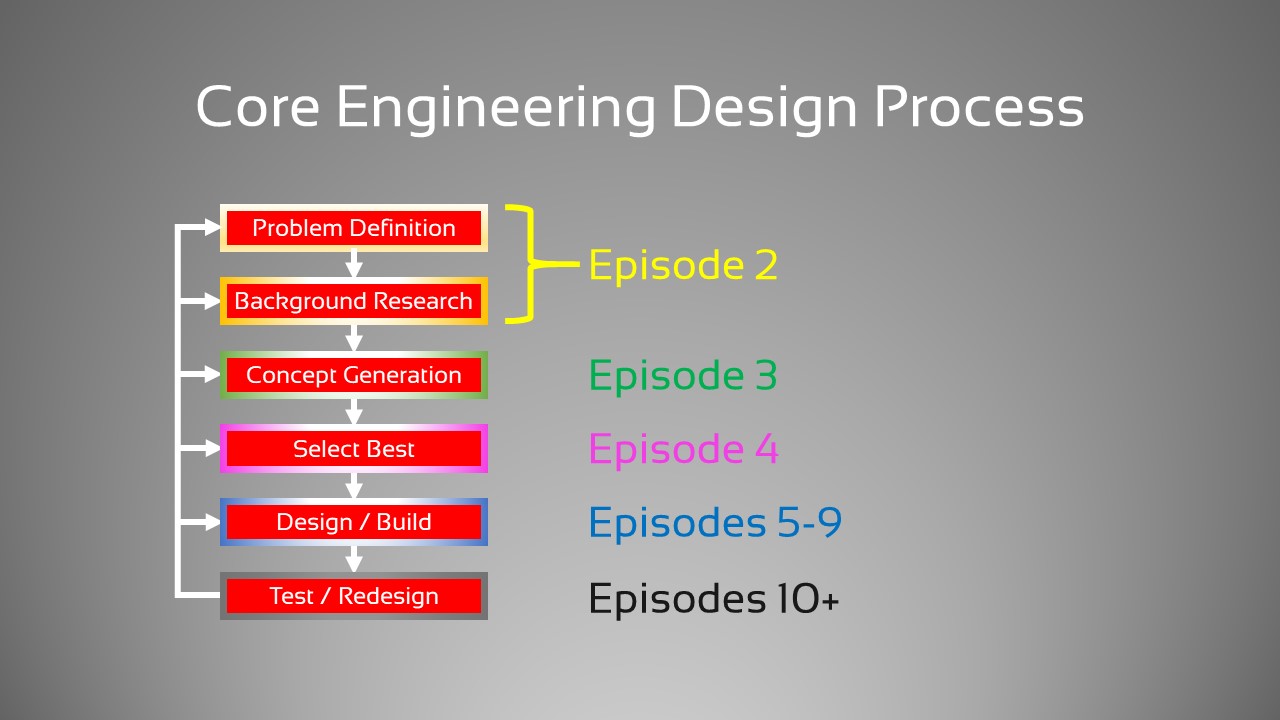 Core Engineering Design Process
Problem Definition
Background Research
Episode 2
Concept Generation
Episode 3
Select Best
Episode 4
Design / Build
Episodes 5-9
Test / Redesign
Episodes 10+